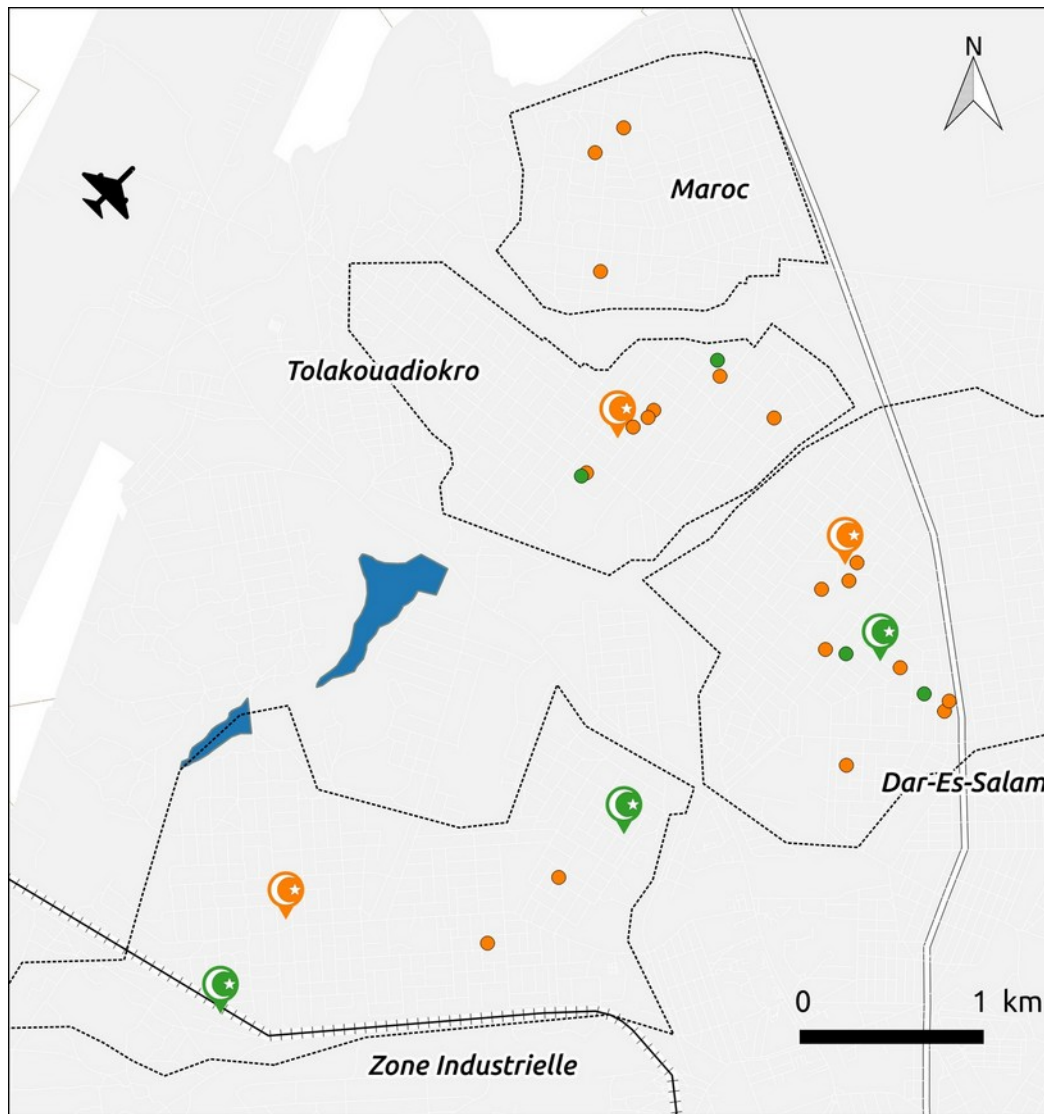 N
Maroc
Tolakouadiokro
Dar-Es-Salam
0 1 km
Zone Industrielle